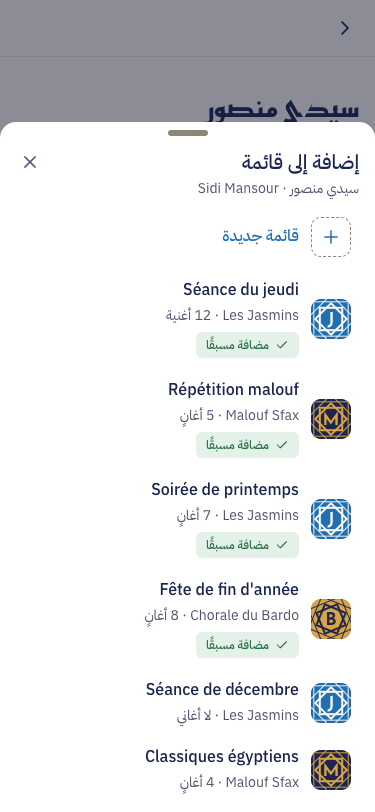 سيدي منصور
إضافة إلى قائمة
سيدي منصور · Sidi Mansour
قائمة جديدة
Séance du jeudi
J
Les Jasmins · 12 أغنية
مضافة مسبقًا
Répétition malouf
M
Malouf Sfax · 5 أغانٍ
مضافة مسبقًا
Soirée de printemps
J
Les Jasmins · 7 أغانٍ
مضافة مسبقًا
Fête de fin d'année
B
Chorale du Bardo · 8 أغانٍ
مضافة مسبقًا
Séance de décembre
J
Les Jasmins · لا أغاني
Classiques égyptiens
M
Malouf Sfax · 4 أغانٍ